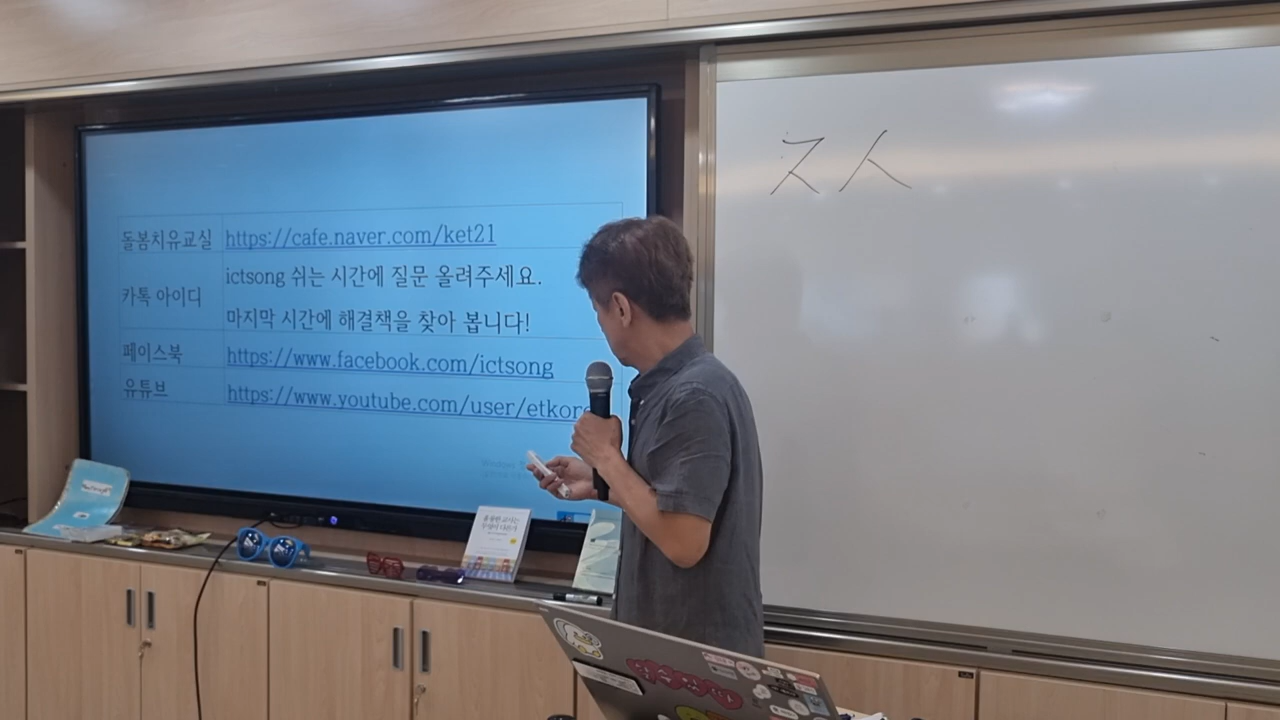 돌봄치유교실 https://cafe.naver.com/ket21
카톡 아이디 ictsong 쉬는 시간에 질문 올려주세요.
마지막 시간에 해결책을 찾아 봅니다!
페이스북 https://www.facebook.com/ictsong
유튜브 https://www.youtube.com/user/etkore
ㅈㅅ